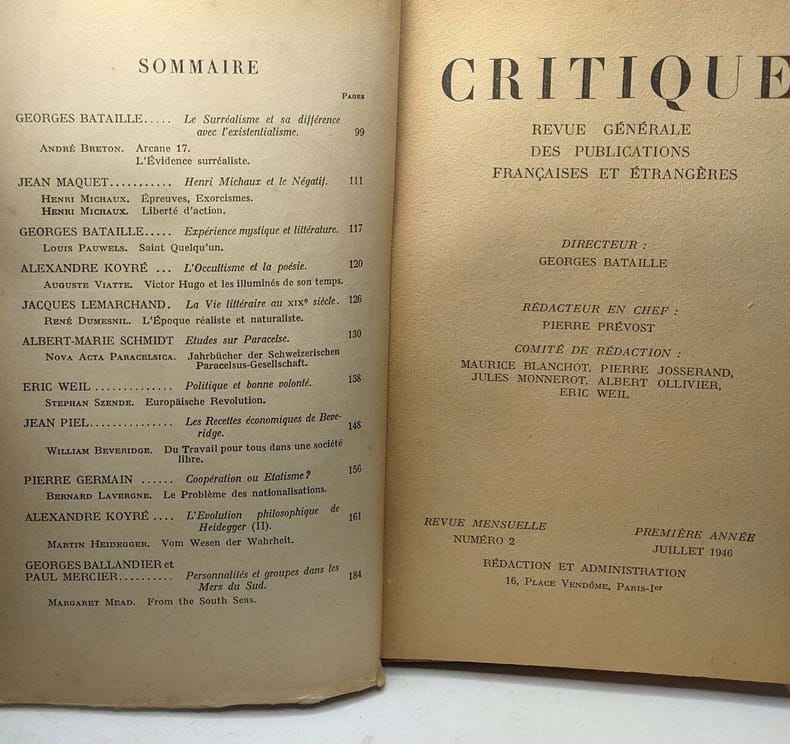 SOMMAIRE
PAGES
GEORGES BATAILLE..... Le Surréalisme et sa différence
avec l'existentialisme. 99
ANDRÉ BRETON. Arcane 17.
L'Évidence surréaliste.
JEAN MAQUET........... Henri Michaux et le Négatif. 111
HENRI MICHAUX. Épreuves, Exorcismes.
HENRI MICHAUX. Liberté d'action.
GEORGES BATAILLE..... Expérience mystique et littérature. 117
LOUIS PAUWELS. Saint Quelqu'un.
ALEXANDRE KOYRÉ ... L'Occultisme et la poésie. 120
AUGUSTE VIATTE. Victor Hugo et les illuminés de son temps.
JACQUES LEMARCHAND. La Vie littéraire au XIXe siècle. 126
RENÉ DUMESNIL. L'Époque réaliste et naturaliste.
ALBERT-MARIE SCHMIDT Etudes sur Paracelse. 130
NOVA ACTA PARACELSICA. Jahrbücher der Schweizerischen
Paracelsus-Gesellschaft.
ERIC WEIL .............. Politique et bonne volonté. 138
STEPHAN SZENDE. Europäische Revolution.
JEAN PIEL............... Les Recettes économiques de Beve-
ridge. 148
WILLIAM BEVERIDGE. Du Travail pour tous dans une société
libre.
PIERRE GERMAIN ...... Coopération ou Etatisme? 156
BERNARD LAVERGNE. Le Problème des nationalisations.
ALEXANDRE KOYRÉ .... L'Evolution philosophique de
Heidegger (II). 161
MARTIN HEIDEGGER. Vom Wesen der Wahrheit.
GEORGES BALLANDIER et
PAUL MERCIER.......... Personnalités et groupes dans les
Mers du Sud. 184
MARGARET MEAD. From the South Seas.
CRITIQUE
REVUE GÉNÉRALE
DES PUBLICATIONS
FRANÇAISES ET ÉTRANGÈRES
DIRECTEUR :
GEORGES BATAILLE
RÉDACTEUR EN CHEF :
PIERRE PRÉVOST
COMITÉ DE RÉDACTION :
MAURICE BLANCHOT, PIERRE JOSSERAND,
JULES MONNEROT, ALBERT OLLIVIER,
ERIC WEIL
REVUE MENSUELLE
NUMÉRO 2
PREMIÈRE ANNÉE
JUILLET 1946
RÉDACTION ET ADMINISTRATION
16, PLACE VENDÔME, PARIS-Ier